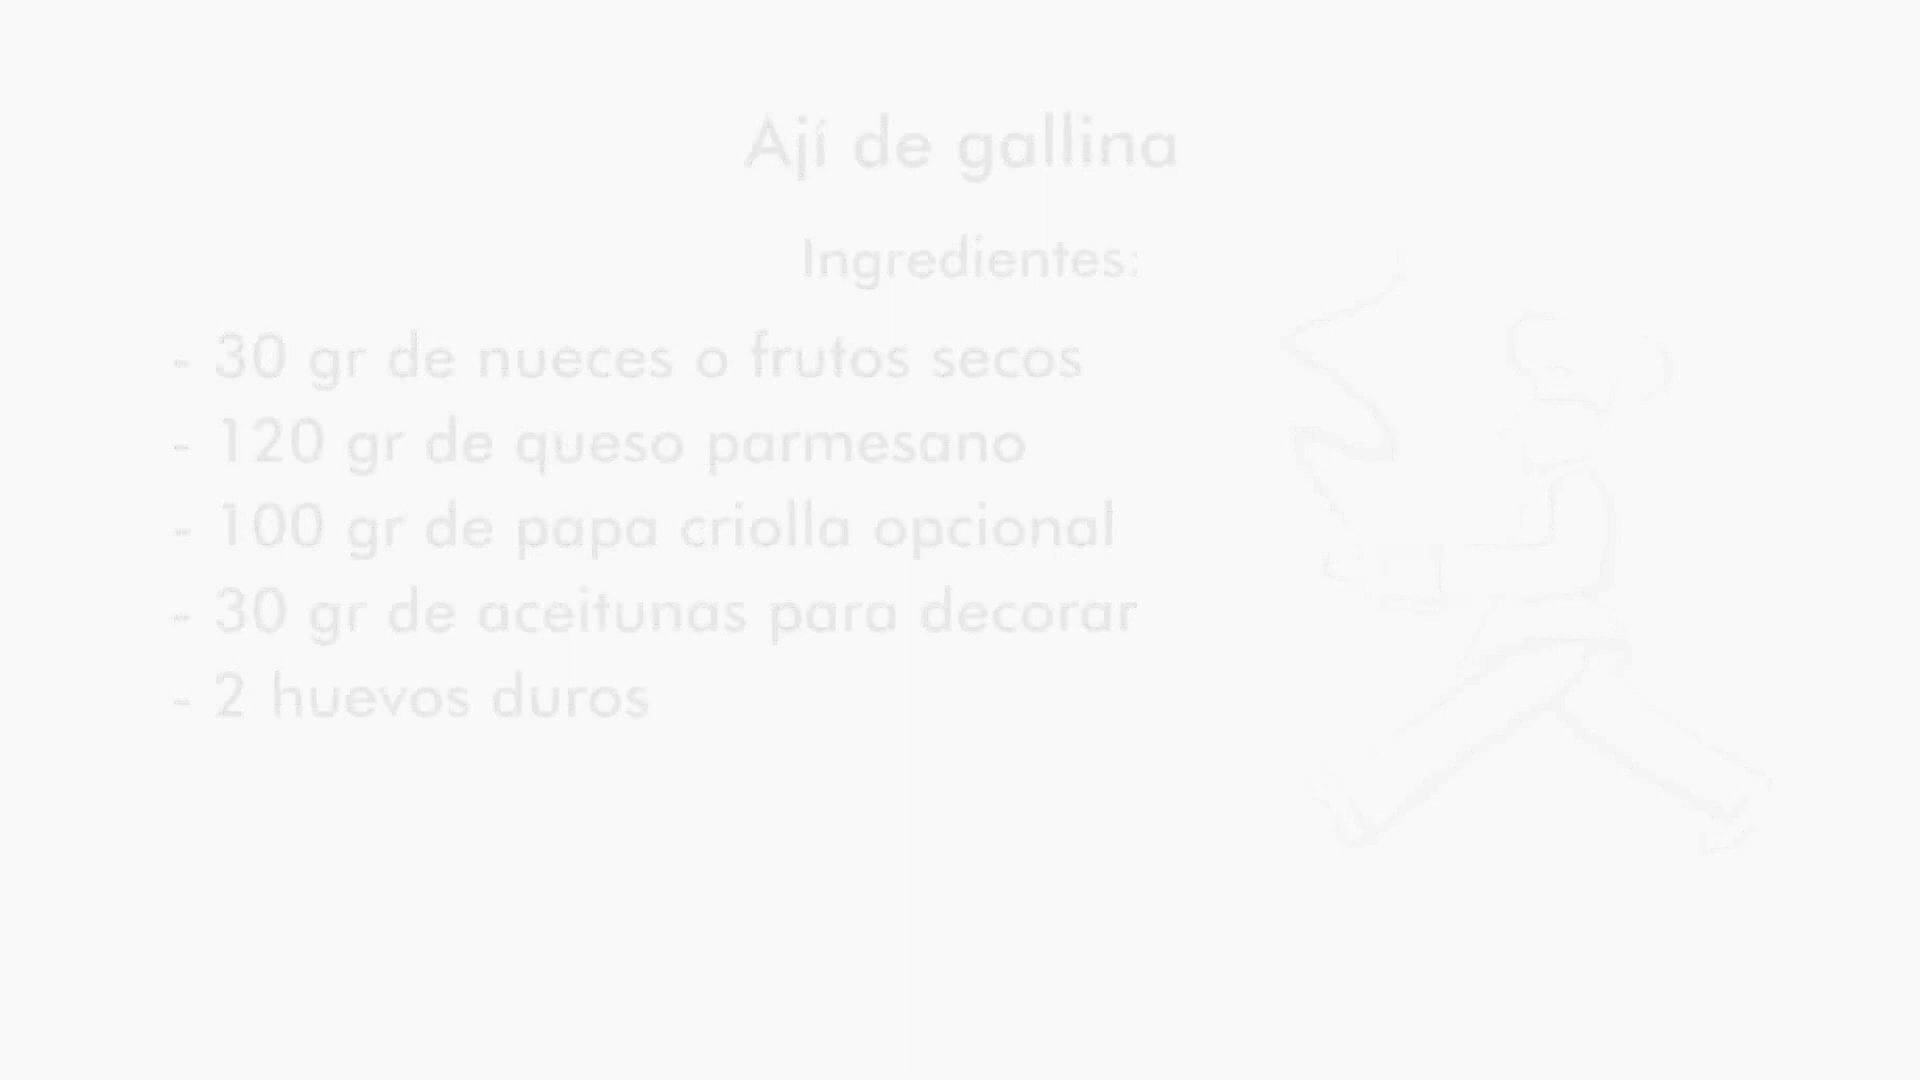 Ají de gallina
Ingredientes:
- 30 gr de nueces o frutos secos
- 120 gr de queso parmesano
- 100 gr de papa criolla opcional
- 30 gr de aceitunas para decorar
- 2 huevos duros